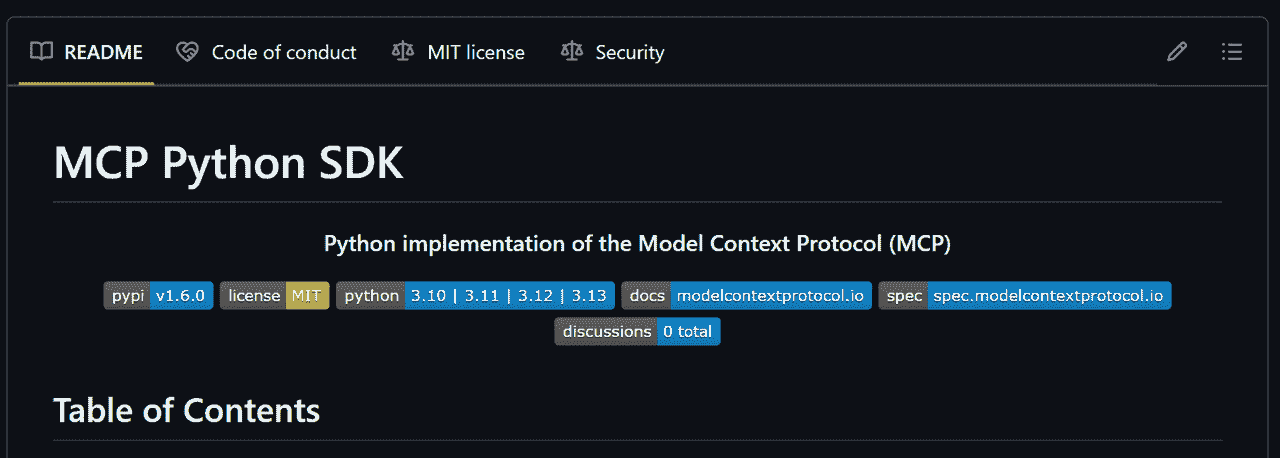 README Code of conduct MIT license Security
MCP Python SDK
Python implementation of the Model Context Protocol (MCP)
pypi v1.6.0 license MIT python 3.10 | 3.11 | 3.12 | 3.13 docs modelcontextprotocol.io spec spec.modelcontextprotocol.io
discussions 0 total
Table of Contents